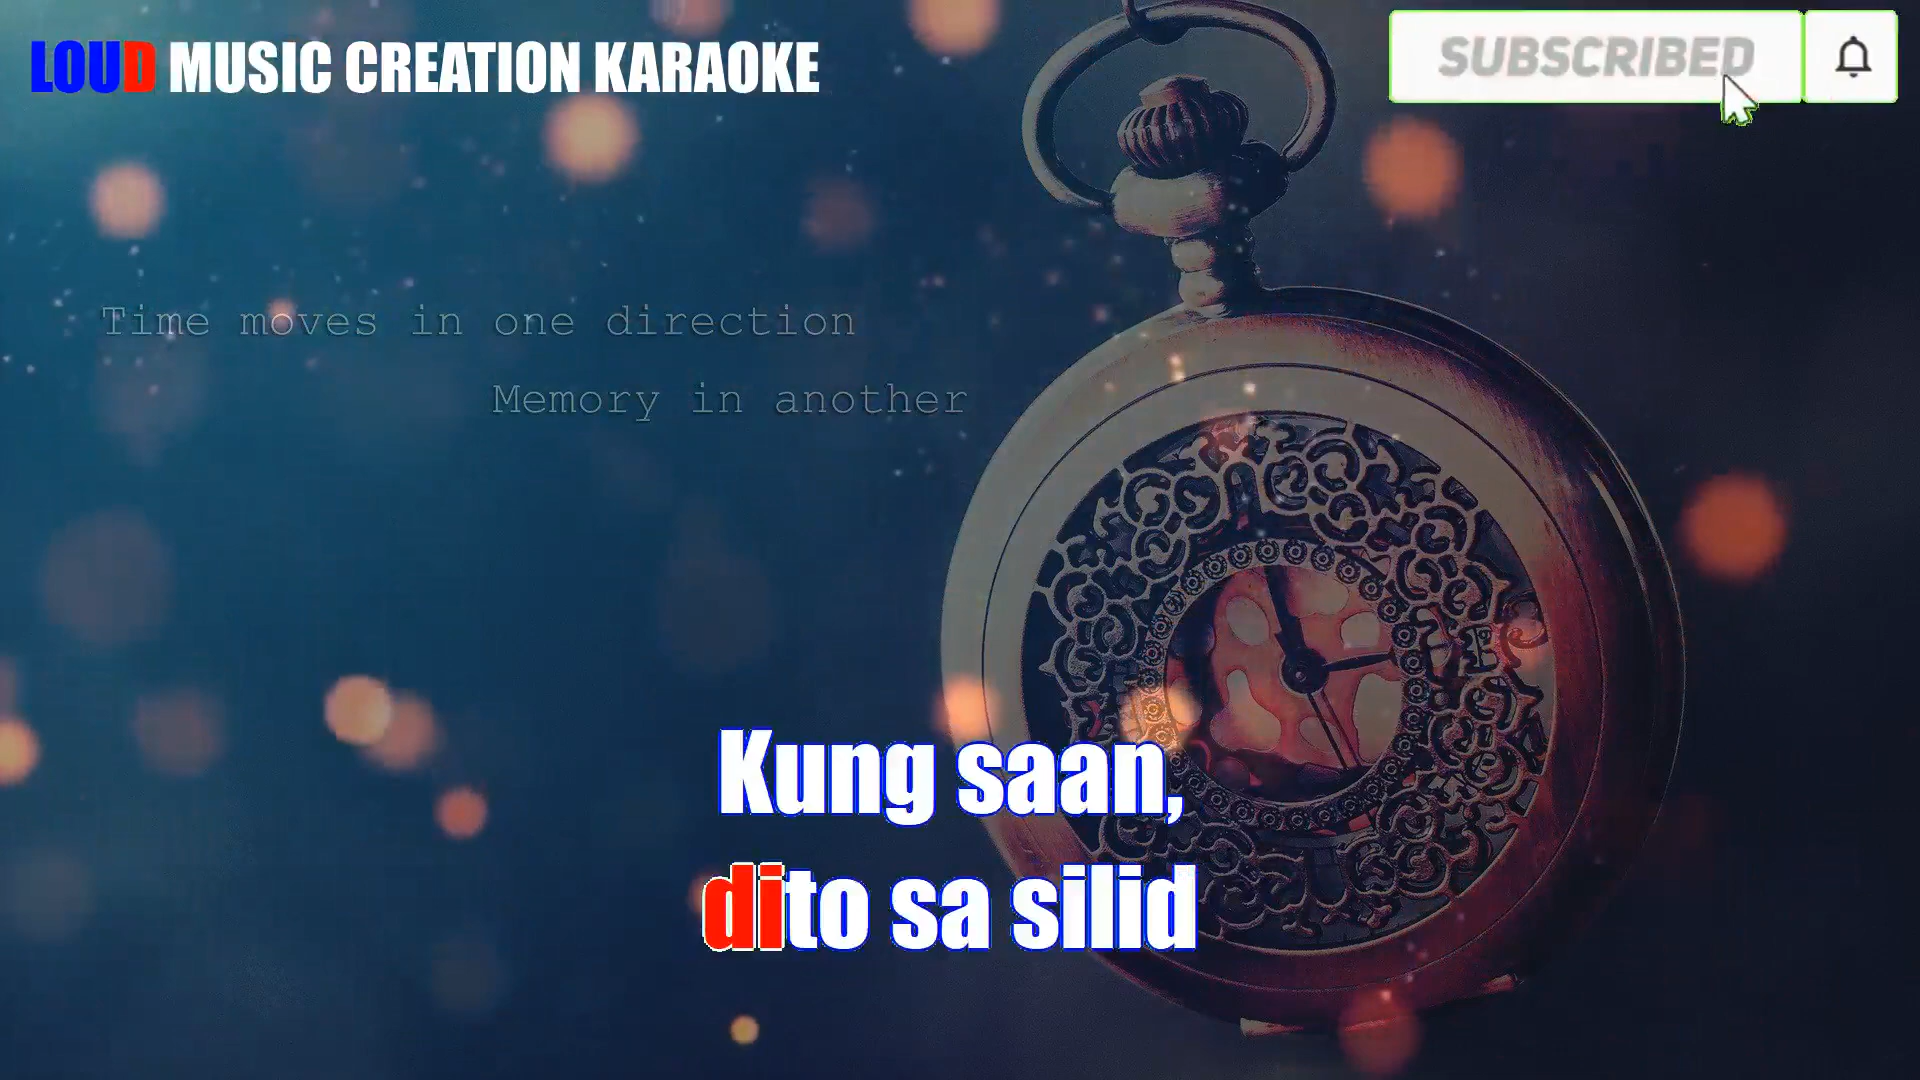 LOUD MUSIC CREATION KARAOKE
SUBSCRIBED
Time moves in one direction
Memory in another
Kung saan,
dito sa silid